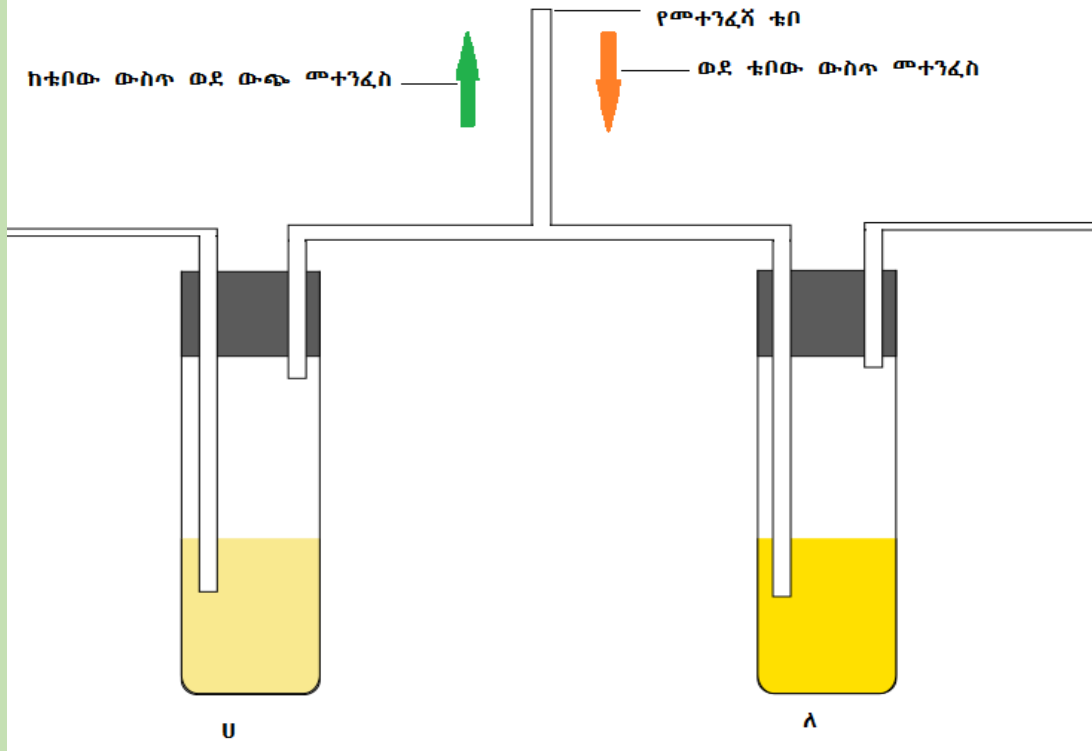 የመተንፈሻ ቱቦ
ከቱቦው ውስጥ ወደ ውጭ መተንፈስ
ወደ ቱቦው ውስጥ መተንፈስ
ሀ
ለ